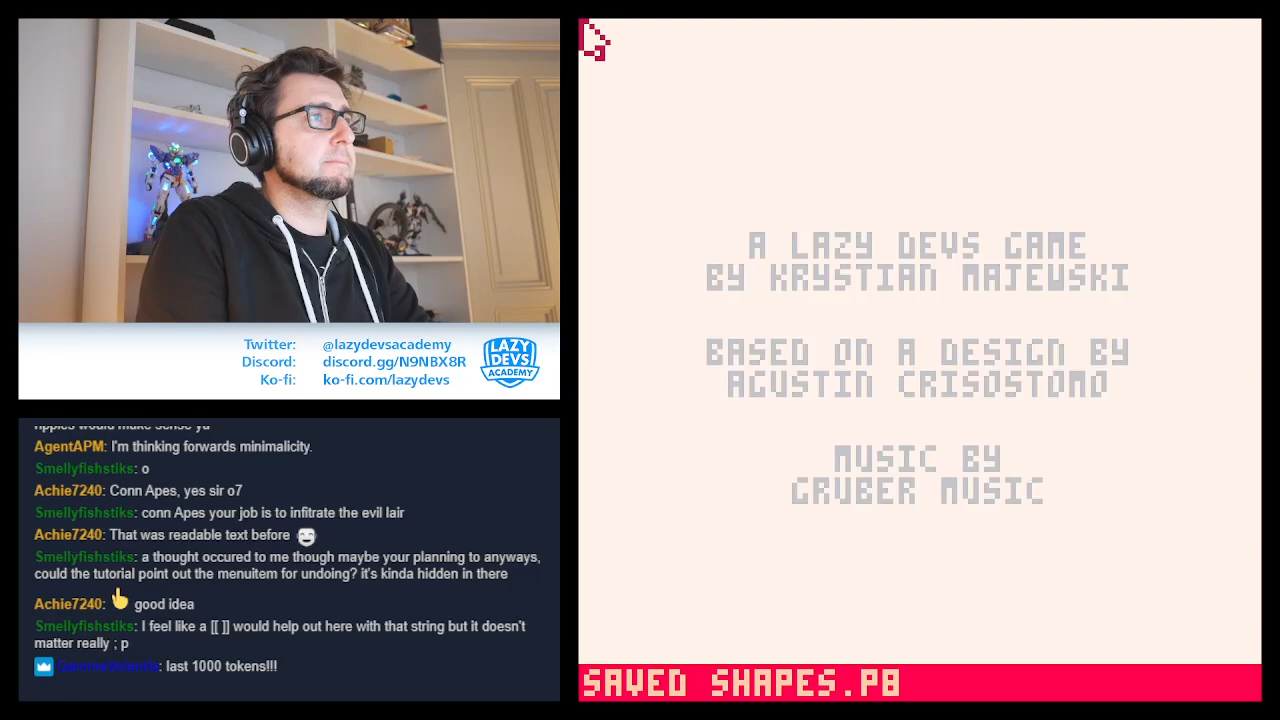 Twitter: @lazydevsacademy
Discord: discord.gg/N9NBX8R
Ko-fi: ko-fi.com/lazydevs
LAZY
DEVS
ACADEMY
ripples would make sense ya
AgentAPM: I'm thinking forwards minimalicity.
Smellyfishstiks: o
Achie7240: Conn Apes, yes sir o7
Smellyfishstiks: conn Apes your job is to infitrate the evil lair
Achie7240: That was readable text before
Smellyfishstiks: a thought occured to me though maybe your planning to anyways,
could the tutorial point out the menuitem for undoing? it's kinda hidden in there
Achie7240: good idea
Smellyfishstiks: I feel like a [[ ]] would help out here with that string but it doesn't
matter really ; p
: last 1000 tokens!!!
A LAZY DEVS GAME
BY KRYSTIAN MAJEWSKI
BASED ON A DESIGN BY
AGUSTIN CRISOSTOMO
MUSIC BY
GRUBER MUSIC
SAVED SHAPES.P8